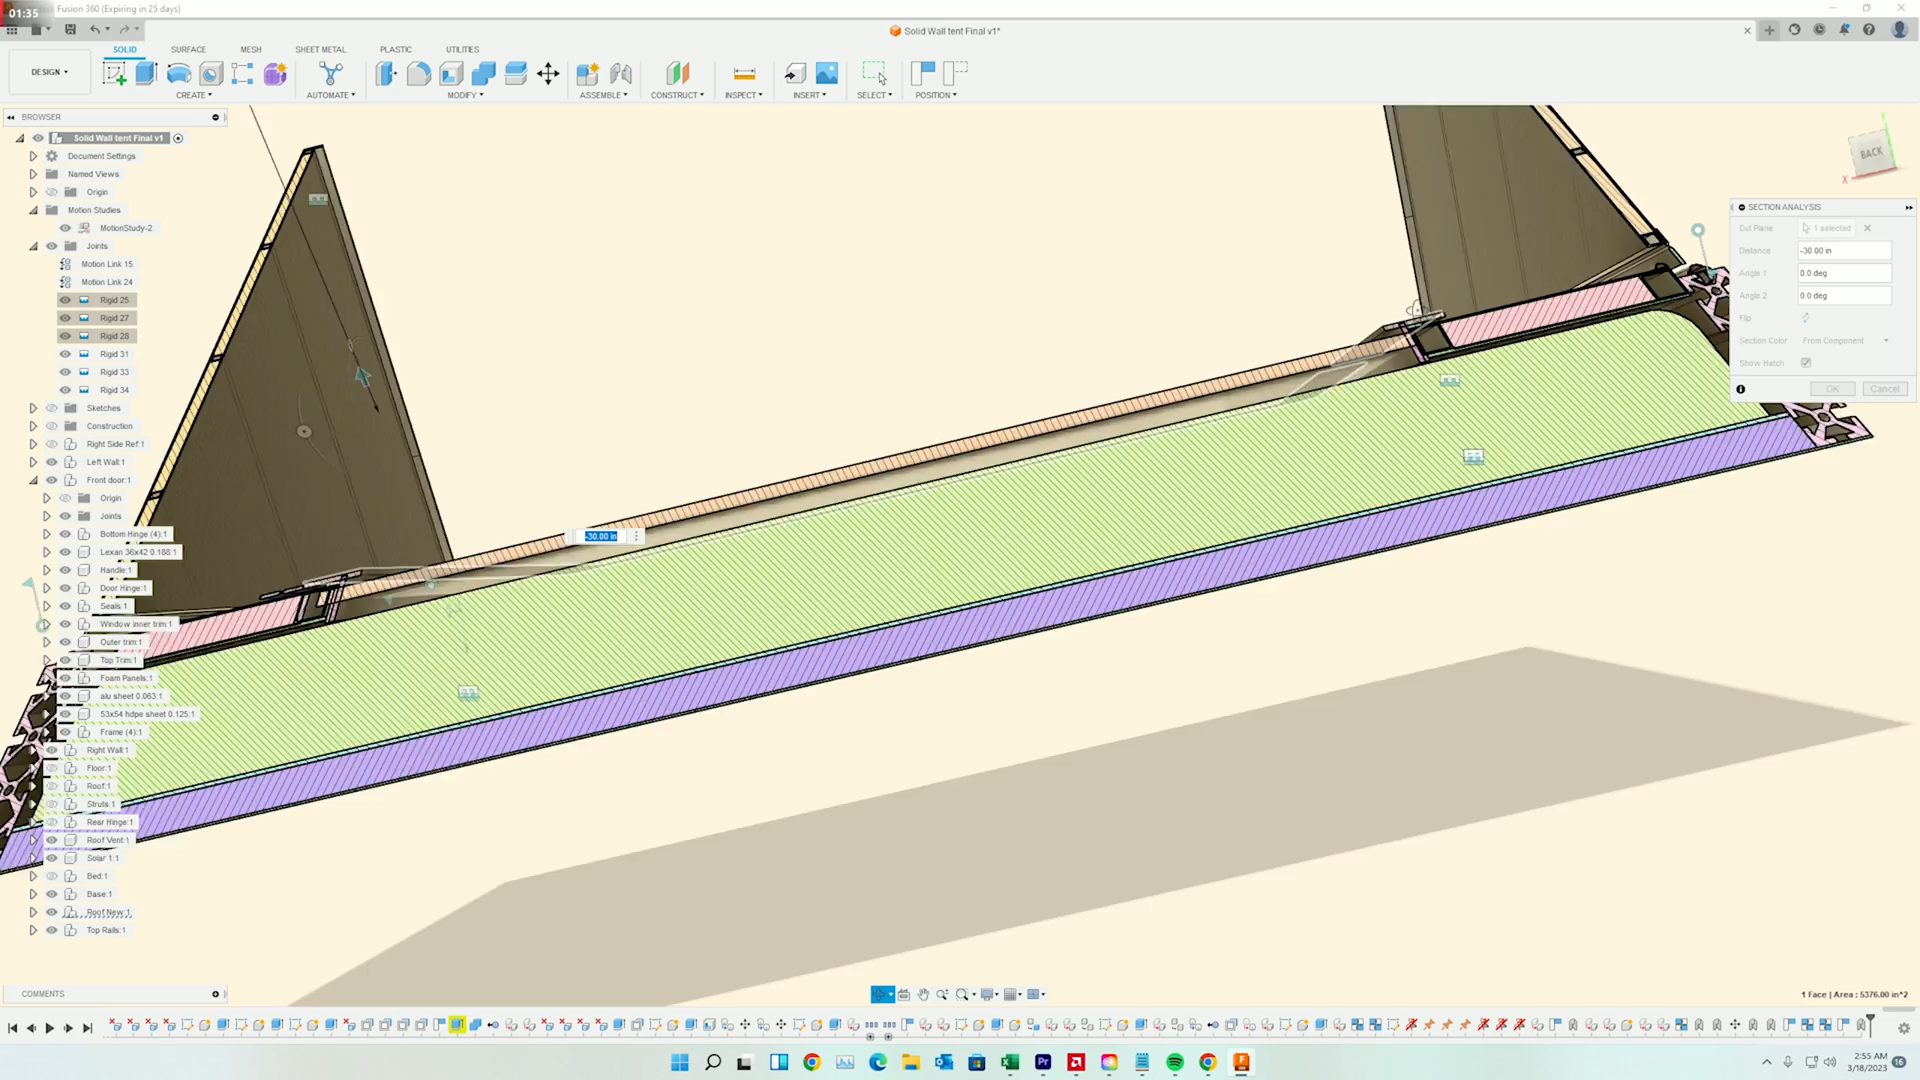 01:35
Fusion 360 (Expiring in 25 days)
Solid Wall tent Final v1*
SOLID
SURFACE
MESH
SHEET METAL
PLASTIC
UTILITIES
DESIGN
CREATE
AUTOMATE
MODIFY
ASSEMBLE
CONSTRUCT
INSPECT
INSERT
SELECT
POSITION
BROWSER
Solid Wall tent Final v1
Document Settings
Named Views
Origin
Motion Studies
MotionStudy-2
Joints
Motion Link 15
Motion Link 24
Rigid 25
Rigid 27
Rigid 28
Rigid 31
Rigid 33
Rigid 34
Sketches
Construction
Right Side Ref:1
Left Wall:1
Front door:1
Origin
Joints
Bottom Hinge (4):1
Lexan 36x42 0.188:1
Handle:1
Door Hinge:1
Seals:1
Window inner trim:1
Outer trim:1
Top Trim:1
Foam Panels:1
alu sheet 0.063:1
53x54 hdpe sheet 0.125:1
Frame (4):1
Right Wall:1
Floor:1
Roof:1
Struts:1
Rear Hinge:1
Roof Vent:1
Solar 1:1
Bed:1
Base:1
Roof New:1
Top Rails:1
-30.00 in
BACK
X
SECTION ANALYSIS
Cut Plane
1 selected
Distance
-30.00 in
Angle 1
0.0 deg
Angle 2
0.0 deg
Flip
Section Color
From Component
Show Hatch
OK
Cancel
COMMENTS
1 Face | Area : 5376.00 in^2
2:55 AM
3/18/2023
16